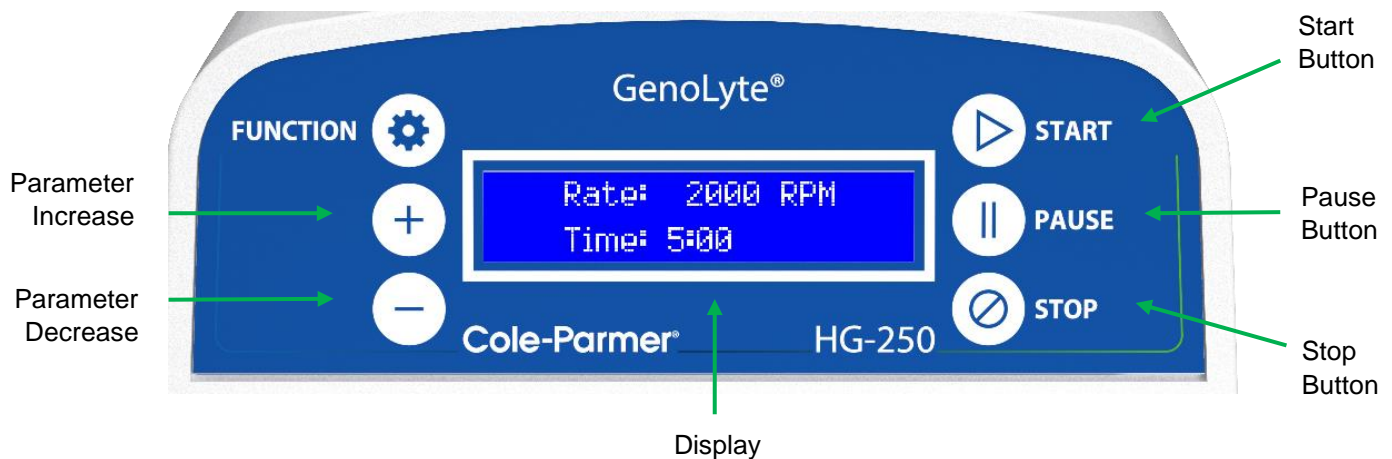 Start
Button
GenoLyte®
FUNCTION
START
Parameter
Increase
Rate: 2000 RPM
Time: 5:00
PAUSE
Pause
Button
Parameter
Decrease
STOP
Cole-Parmer®
HG-250
Stop
Button
Display